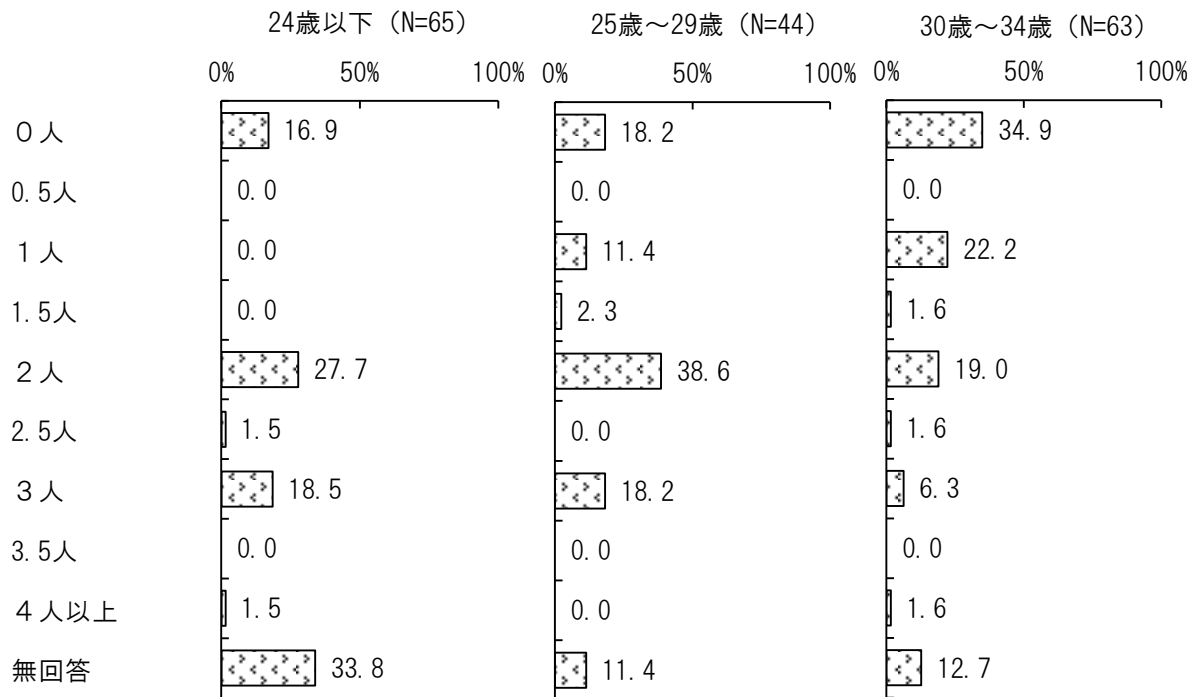 24歳以下（N=65） 25歳～29歳（N=44） 30歳～34歳（N=63）
0% 50% 100% 0% 50% 100% 0% 50% 100%
０人 16.9 18.2 34.9
0.5人 0.0 0.0 0.0
１人 0.0 11.4 22.2
1.5人 0.0 2.3 1.6
２人 27.7 38.6 19.0
2.5人 1.5 0.0 1.6
３人 18.5 18.2 6.3
3.5人 0.0 0.0 0.0
４人以上 1.5 0.0 1.6
無回答 33.8 11.4 12.7